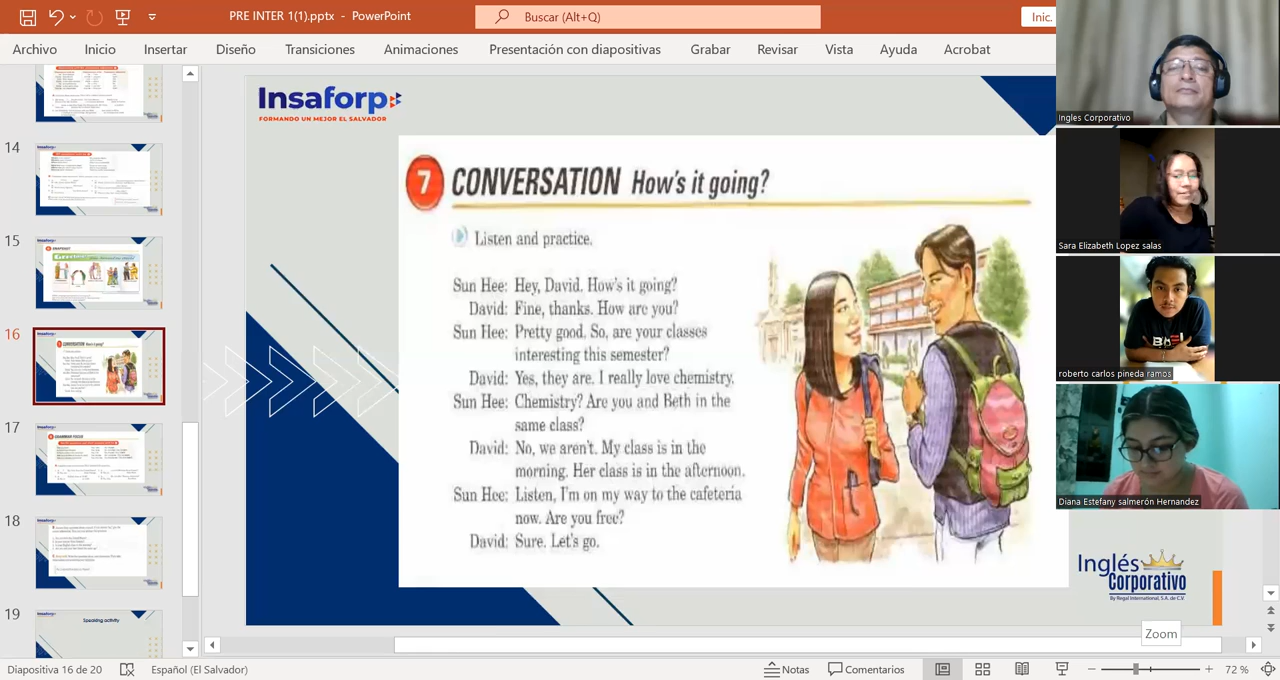 PRE INTER 1(1).pptx - PowerPoint
Buscar (Alt+Q)
Inic.
Archivo
Inicio
Insertar
Diseño
Transiciones
Animaciones
Presentación con diapositivas
Grabar
Revisar
Vista
Ayuda
Acrobat
14
15
16
17
18
19
Speaking activity
Insaforp
FORMANDO UN MEJOR EL SALVADOR
7 CONVERSATION How's it going?
Listen and practice.
Sun Hee: Hey, David. How's it going?
David: Fine, thanks. How are you?
Sun Hee: Pretty good. So, are your classes
interesting this semester?
David: Yes, they are. I really love chemistry.
Sun Hee: Chemistry? Are you and Beth in the
same class?
David: No, we aren't. My class is in the
morning. Her class is in the afternoon.
Sun Hee: Listen, I'm on my way to the cafeteria
now. Are you free?
David: Sure. Let's go.
Inglés
Corporativo
By Regal International, S.A. de C.V.
Ingles Corporativo
Sara Elizabeth Lopez salas
roberto carlos pineda ramos
Diana Estefany salmerón Hernandez
Zoom
Diapositiva 16 de 20
Español (El Salvador)
Notas
Comentarios
72 %